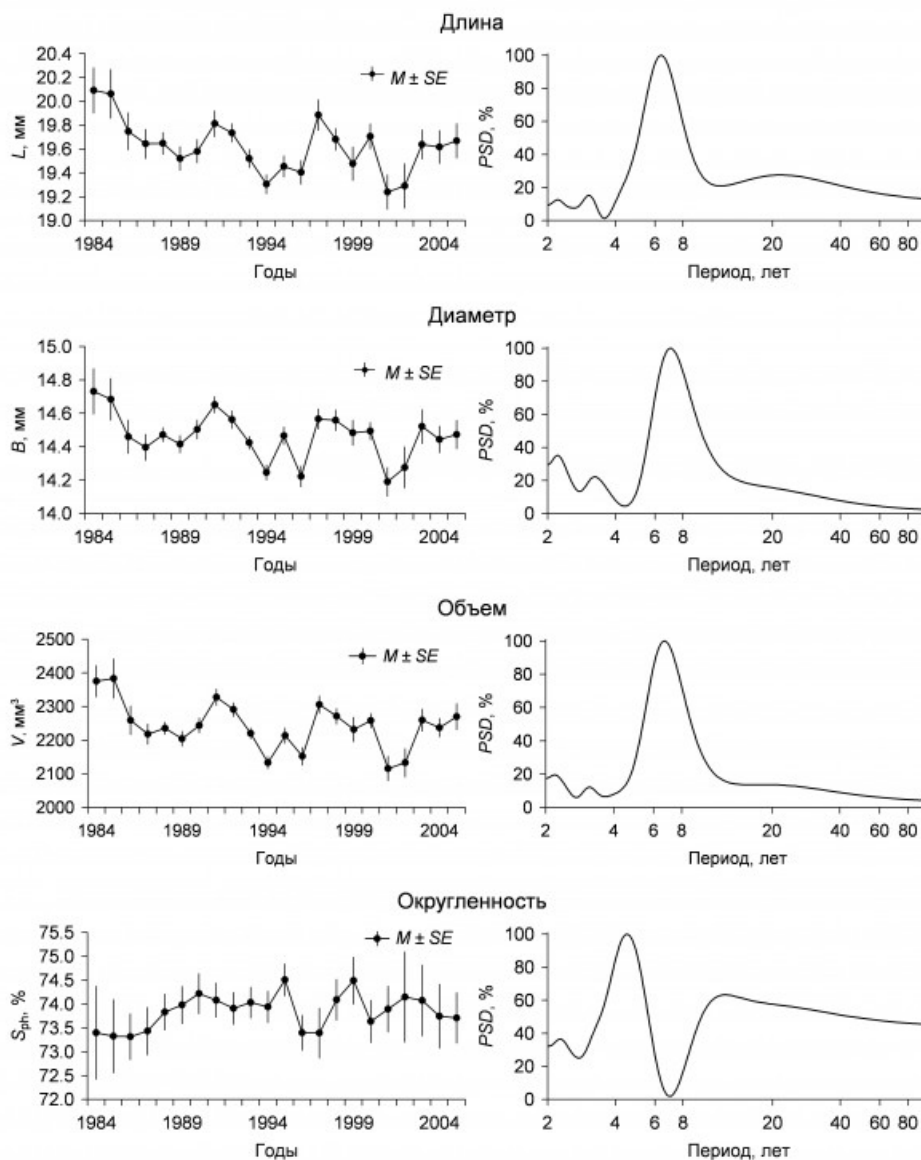 Длина
20.4
20.2
20.0
19.8
19.6
19.4
19.2
19.0
L, мм
M ± SE
1984 1989 1994 1999 2004
Годы
100
80
60
40
20
0
PSD, %
2 4 6 8 20 40 60 80
Период, лет
Диаметр
15.0
14.8
14.6
14.4
14.2
14.0
B, мм
M ± SE
1984 1989 1994 1999 2004
Годы
100
80
60
40
20
0
PSD, %
2 4 6 8 20 40 60 80
Период, лет
Объем
2500
2400
2300
2200
2100
2000
V, мм³
M ± SE
1984 1989 1994 1999 2004
Годы
100
80
60
40
20
0
PSD, %
2 4 6 8 20 40 60 80
Период, лет
Округленность
75.5
75.0
74.5
74.0
73.5
73.0
72.5
72.0
Sph, %
M ± SE
1984 1989 1994 1999 2004
Годы
100
80
60
40
20
0
PSD, %
2 4 6 8 20 40 60 80
Период, лет